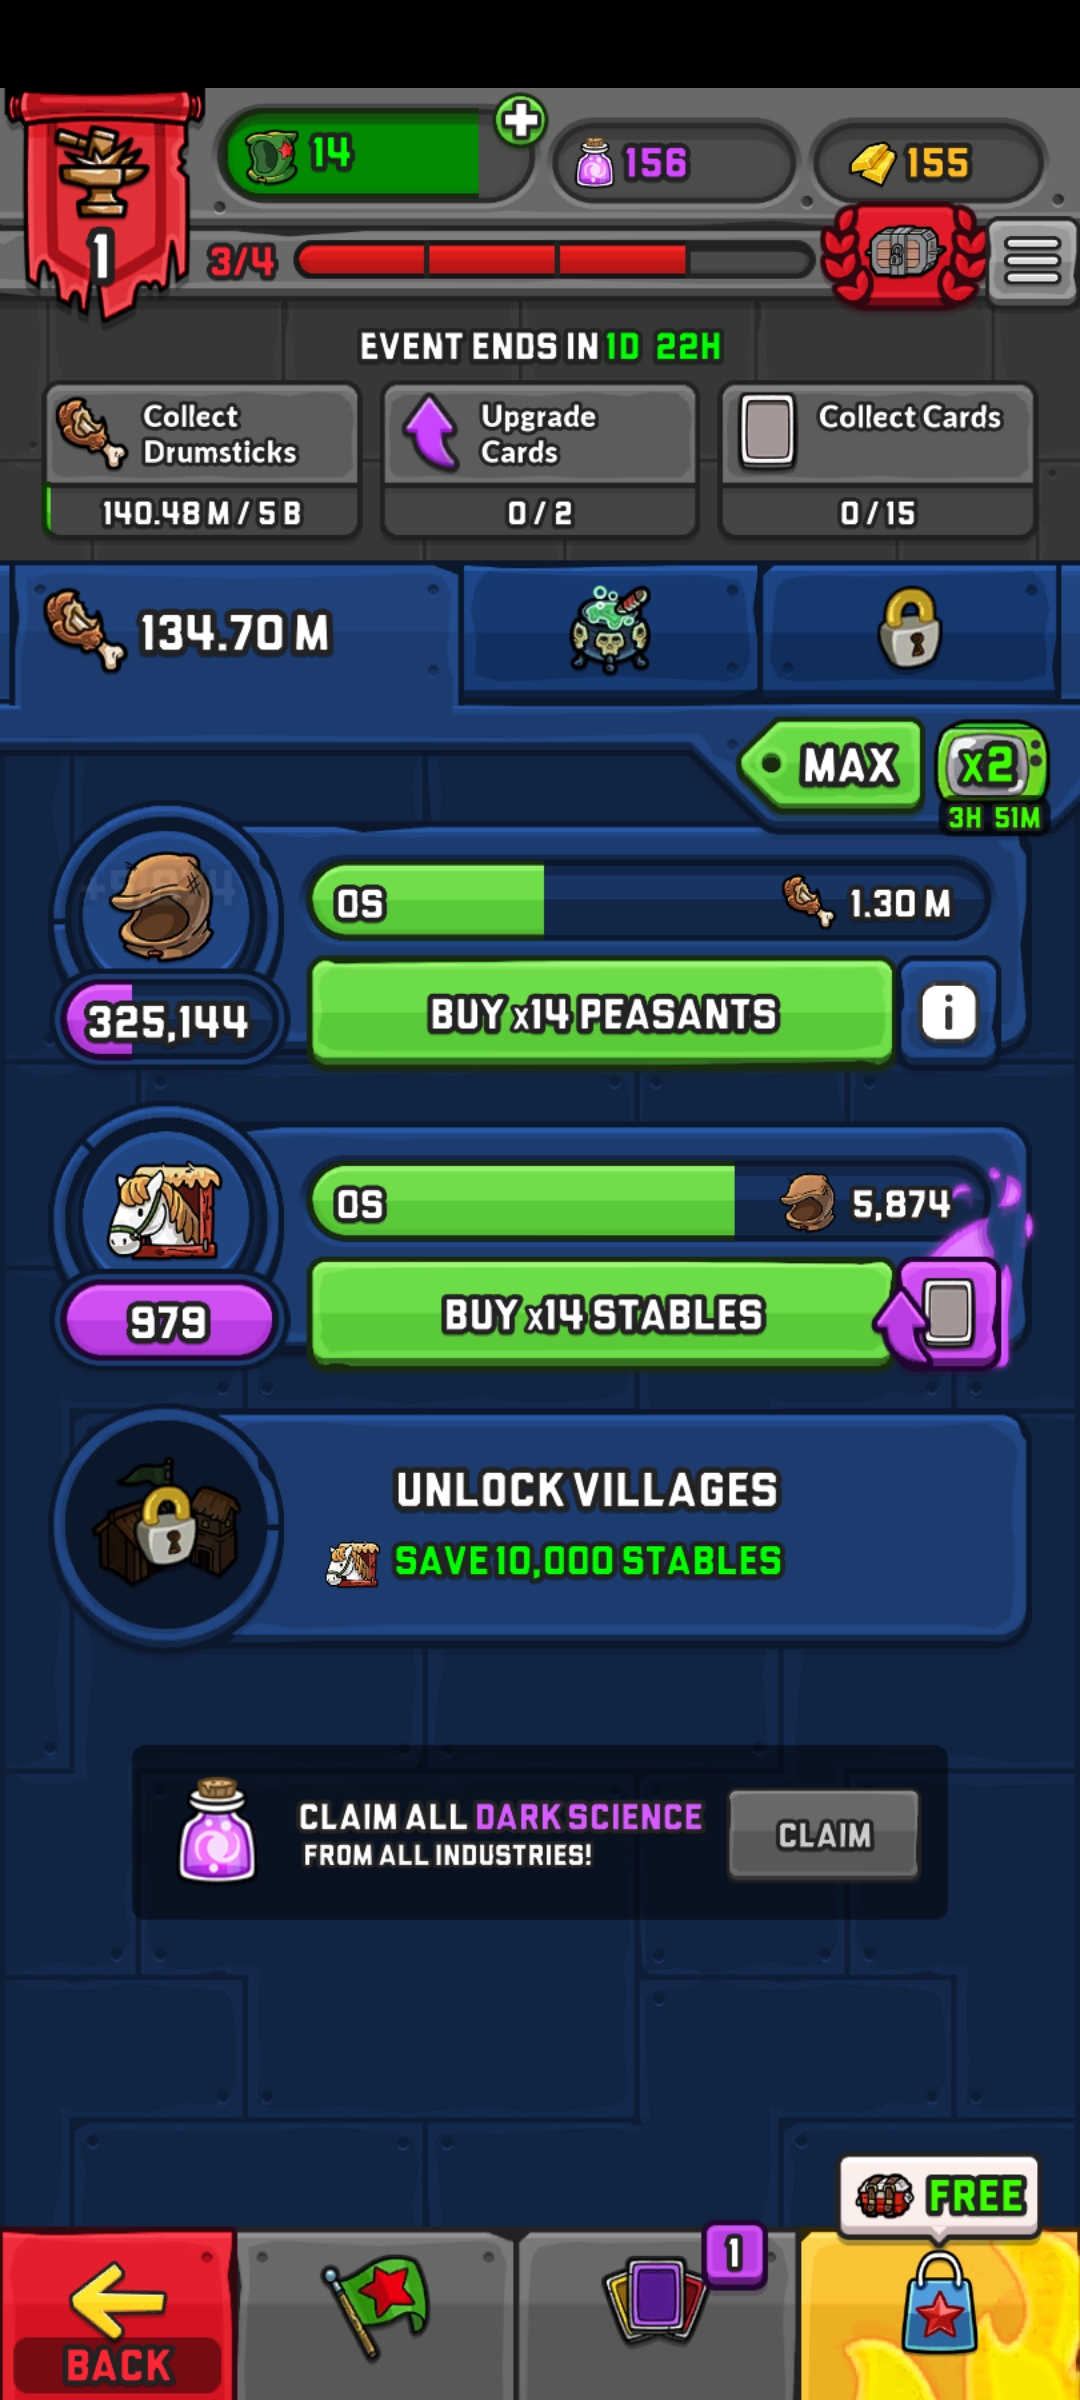 14
156
155
1
3/4
EVENT ENDS IN 1D 22H
Collect
Drumsticks
140.48 M / 5 B
Upgrade
Cards
0 / 2
Collect Cards
0 / 15
134.70 M
MAX
x2
3H 51M
0S
1.30 M
325,144
BUY x14 PEASANTS
i
0S
5,874
979
BUY x14 STABLES
UNLOCK VILLAGES
SAVE 10,000 STABLES
CLAIM ALL DARK SCIENCE
FROM ALL INDUSTRIES!
CLAIM
FREE
1
BACK